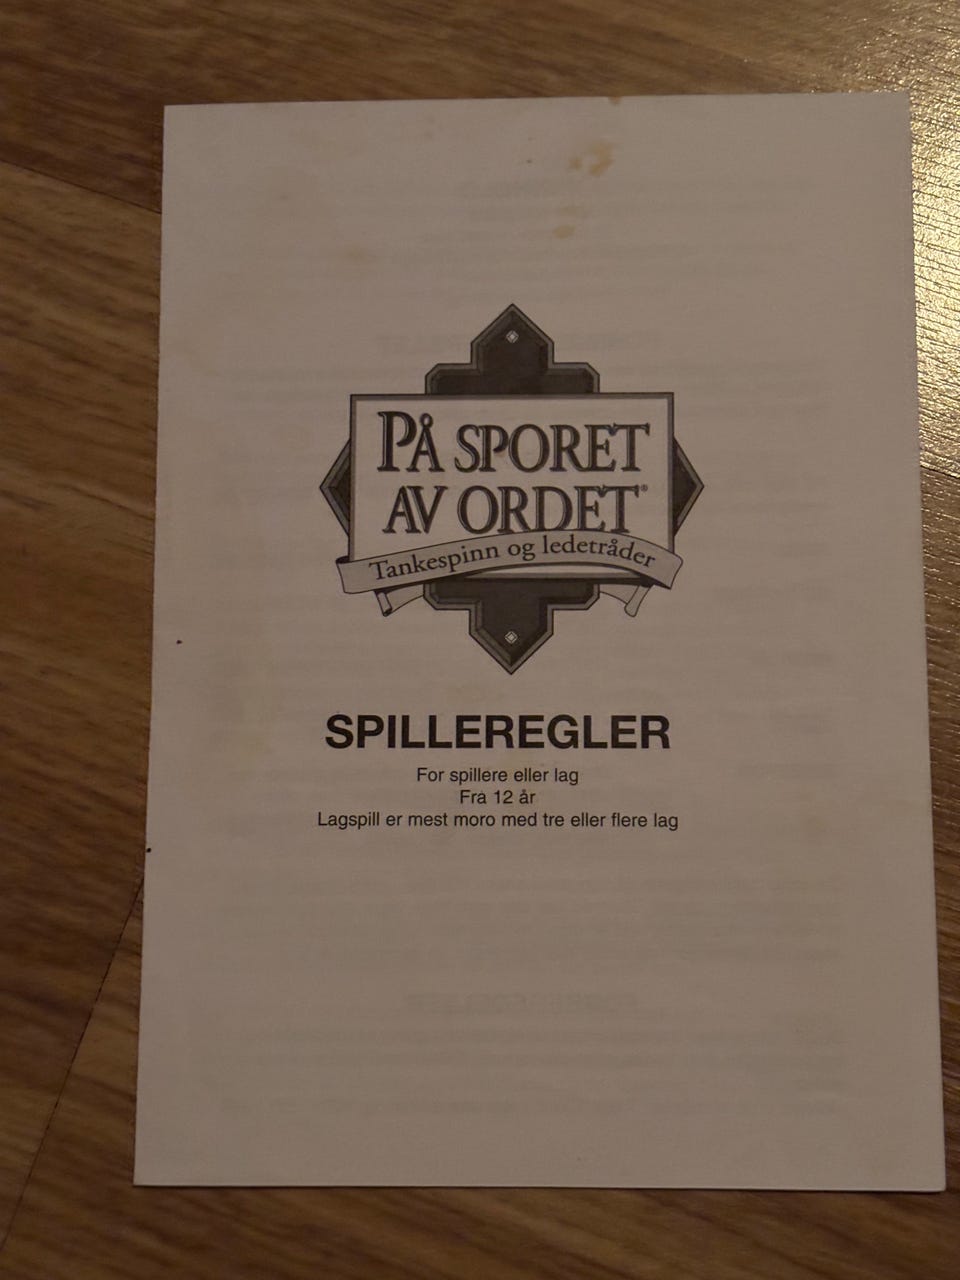 PÅ SPORET
AV ORDET®
Tankespinn og ledetråder
SPILLEREGLER
For spillere eller lag
Fra 12 år
Lagspill er mest moro med tre eller flere lag